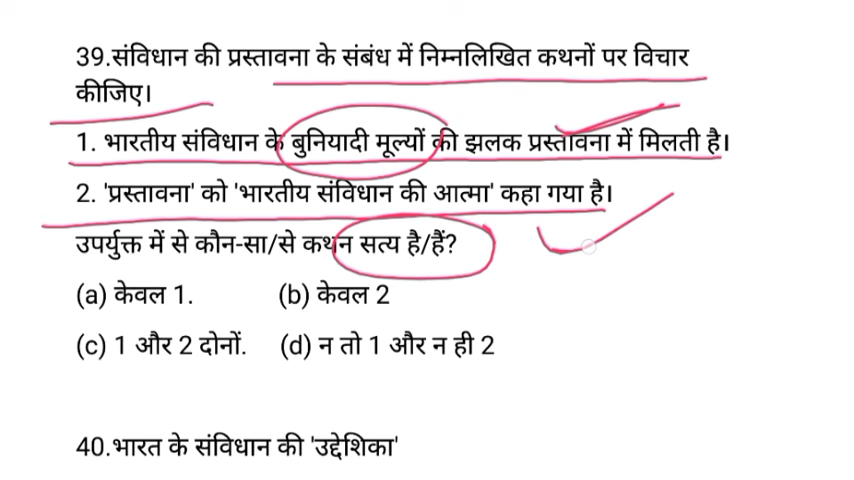 39.संविधान की प्रस्तावना के संबंध में निम्नलिखित कथनों पर विचार
कीजिए।
1. भारतीय संविधान के बुनियादी मूल्यों की झलक प्रस्तावना में मिलती है।
2. 'प्रस्तावना' को 'भारतीय संविधान की आत्मा' कहा गया है।
उपर्युक्त में से कौन-सा/से कथन सत्य है/हैं?
(a) केवल 1. (b) केवल 2
(c) 1 और 2 दोनों. (d) न तो 1 और न ही 2
40.भारत के संविधान की 'उद्देशिका'